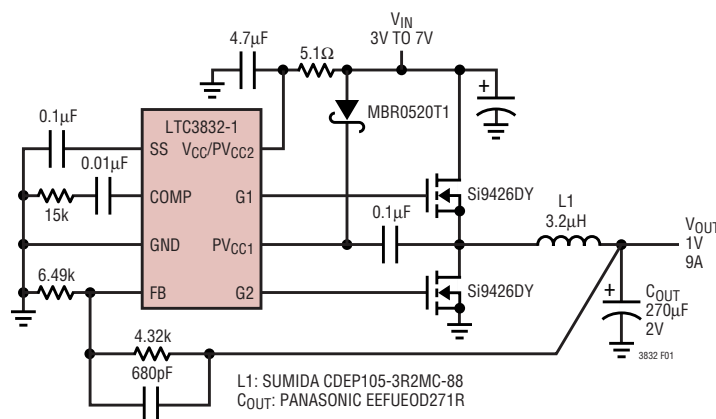 V_IN
3V TO 7V
4.7µF
5.1Ω
+
MBR0520T1
0.1µF
LTC3832-1
SS
V_CC/PV_CC2
0.01µF
COMP
G1
Si9426DY
15k
0.1µF
L1
3.2µH
V_OUT
1V
9A
GND
PV_CC1
6.49k
FB
G2
Si9426DY
+
C_OUT
270µF
2V
4.32k
680pF
3832 F01
L1: SUMIDA CDEP105-3R2MC-88
C_OUT: PANASONIC EEFUEOD271R